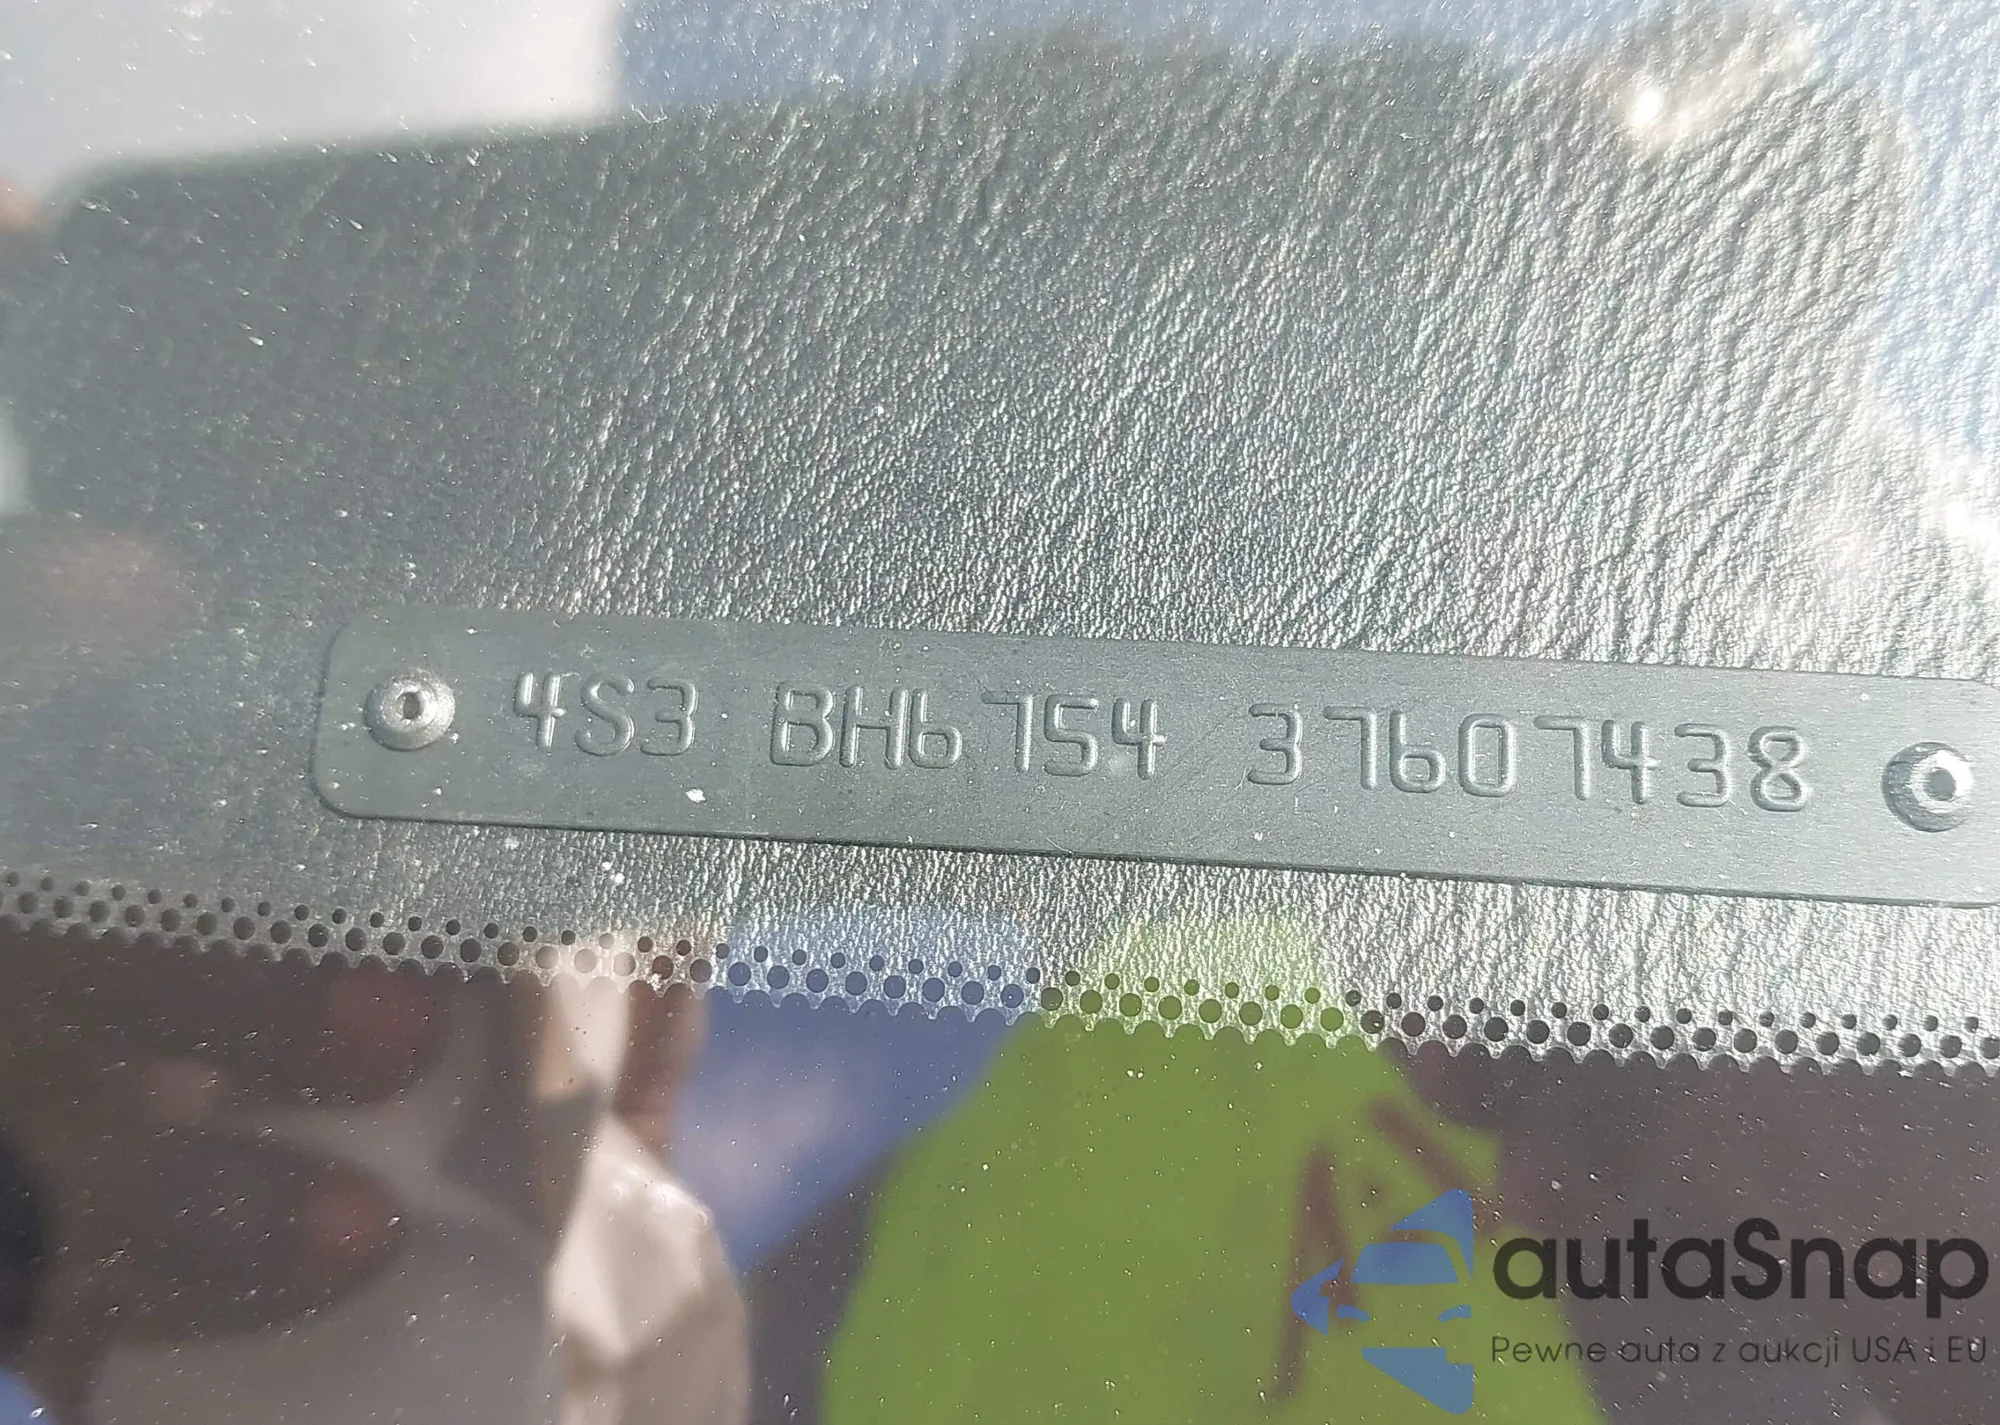 4S3 BH6754 37607438
autaSnap
Pewne auta z aukcji USA i EU